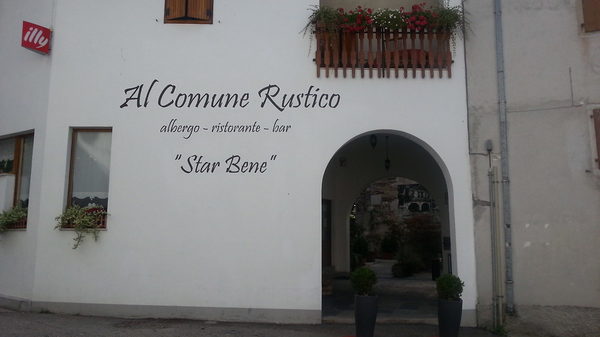 illy
Al Comune Rustico
albergo - ristorante - bar
"Star Bene"